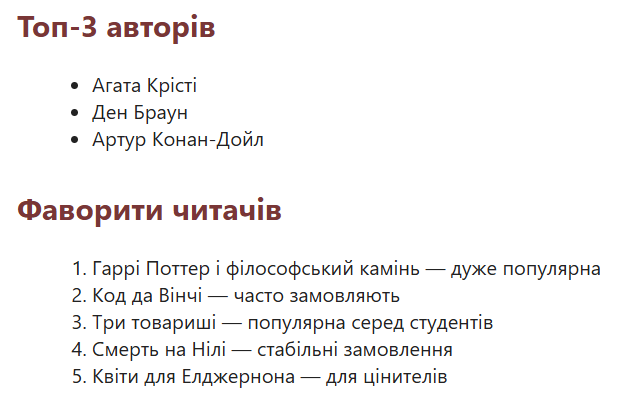 Топ-3 авторів
• Агата Крісті
• Ден Браун
• Артур Конан-Дойл
Фаворити читачів
1. Гаррі Поттер і філософський камінь — дуже популярна
2. Код да Вінчі — часто замовляють
3. Три товариші — популярна серед студентів
4. Смерть на Нілі — стабільні замовлення
5. Квіти для Елджернона — для цінителів